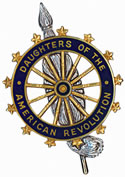 DAUGHTERS OF THE
AMERICAN REVOLUTION